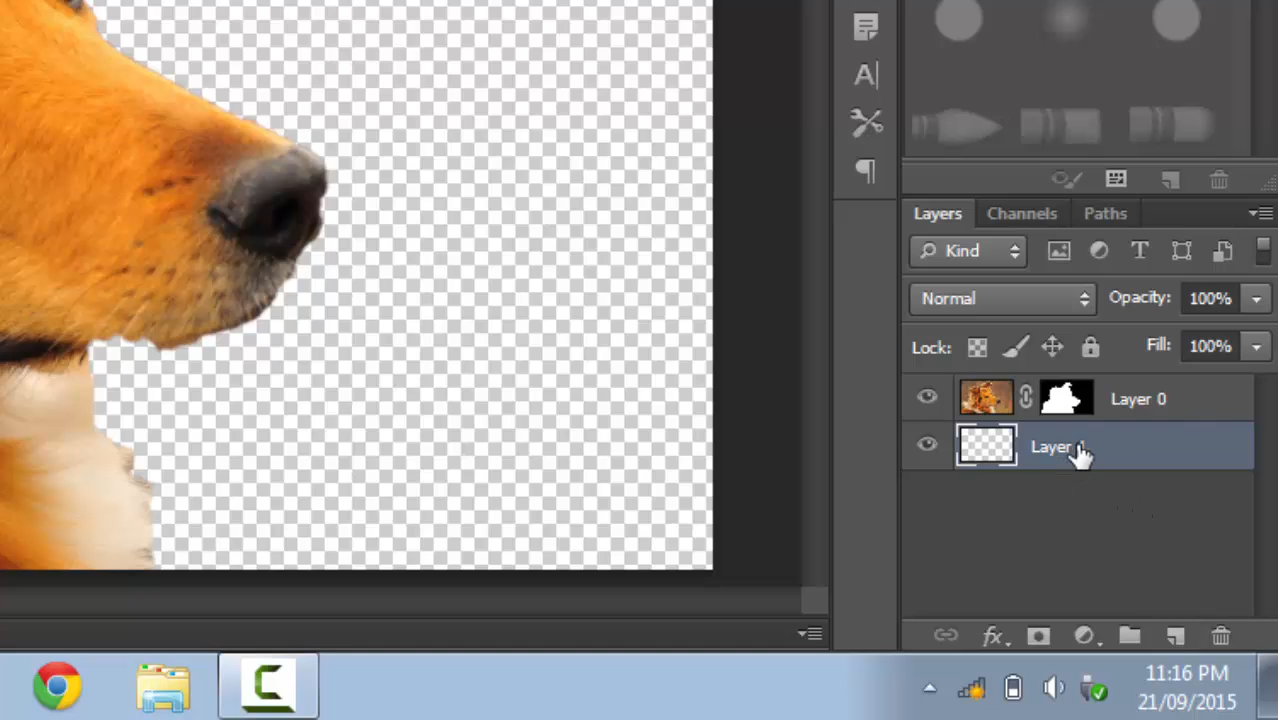 A|
Layers Channels Paths
Kind T
Normal Opacity: 100%
Lock: Fill: 100%
Layer 0
Layer
fx.
11:16 PM
21/09/2015